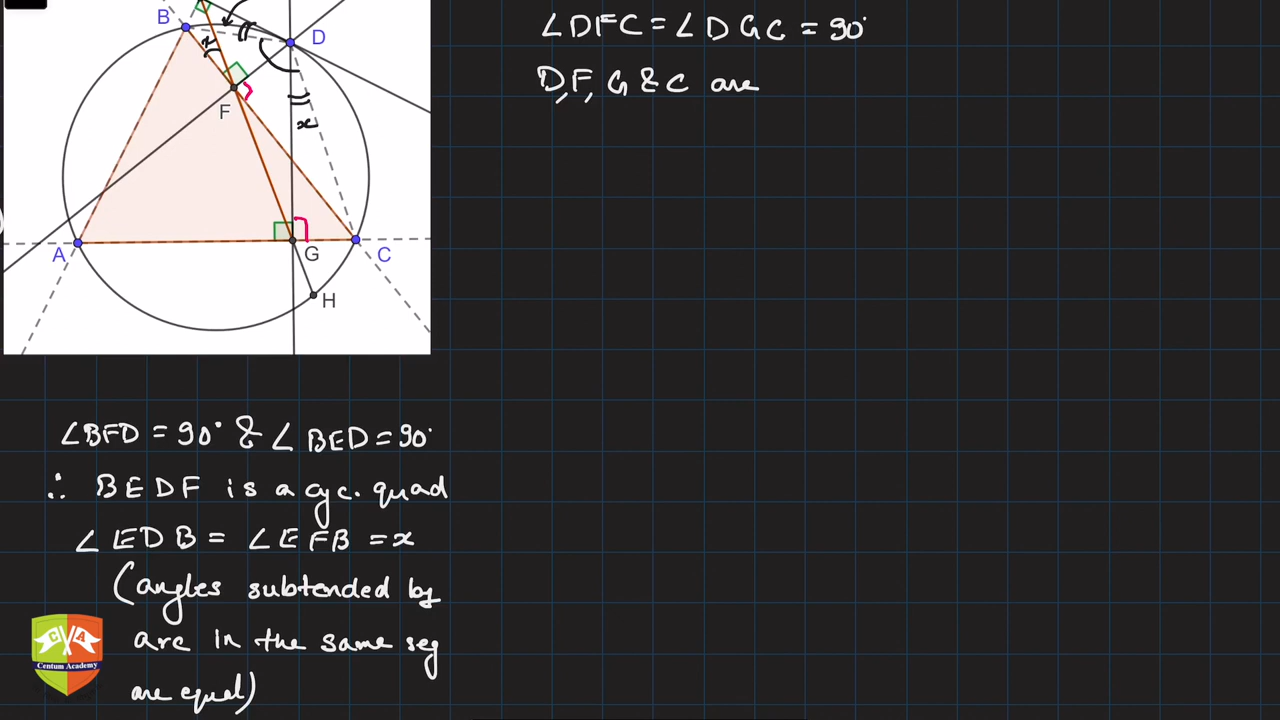 B
D
x
F
x
A
G
C
H
∠DFC = ∠DGC = 90°
D, F, G & C are
∠BFD = 90° & ∠BED = 90°
∴ BEDF is a cyc. quad
∠EDB = ∠EFB = x
(angles subtended by
arc in the same seg
are equal)
C A
Centum Academy